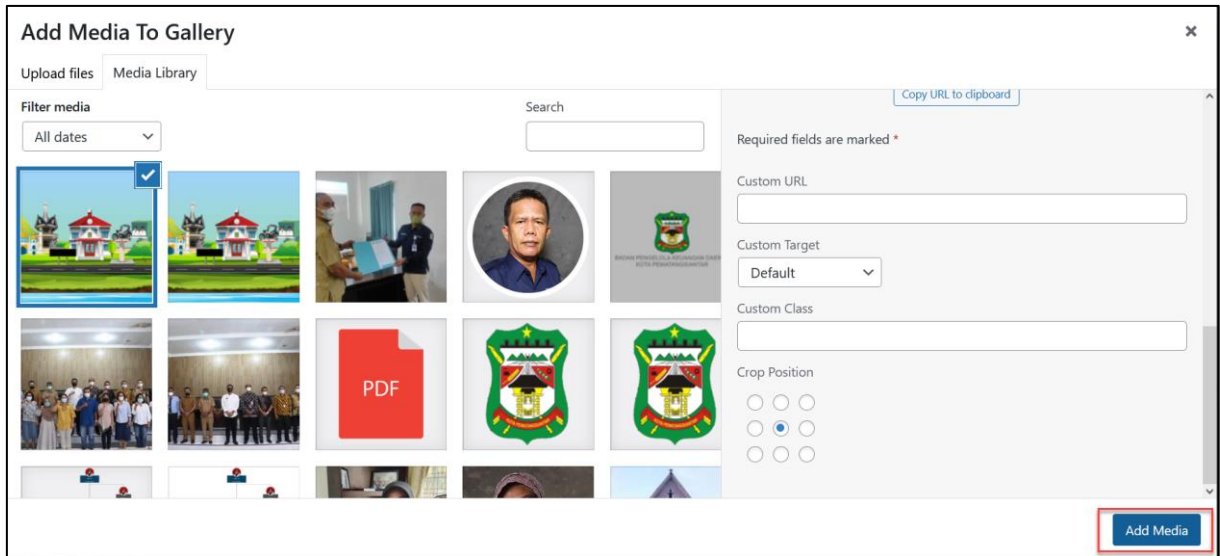 Add Media To Gallery
Upload files
Media Library
Filter media
Search
All dates
Copy URL to clipboard
Required fields are marked *
Custom URL
Custom Target
Default
Custom Class
Crop Position
PDF
Add Media